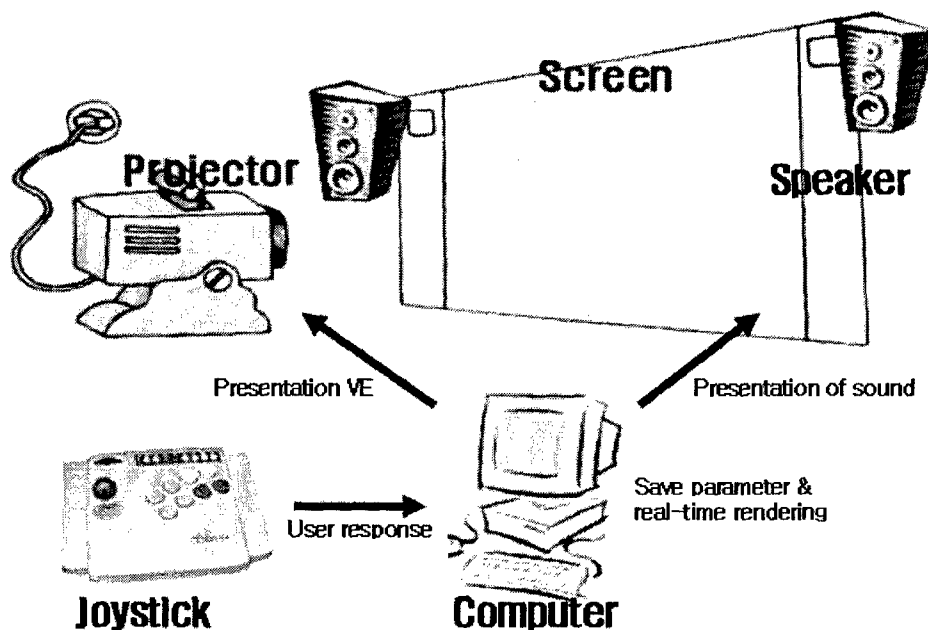 Screen
Projector
Speaker
Presentation VE
Presentation of sound
User response
Save parameter &
real-time rendering
Joystick
Computer